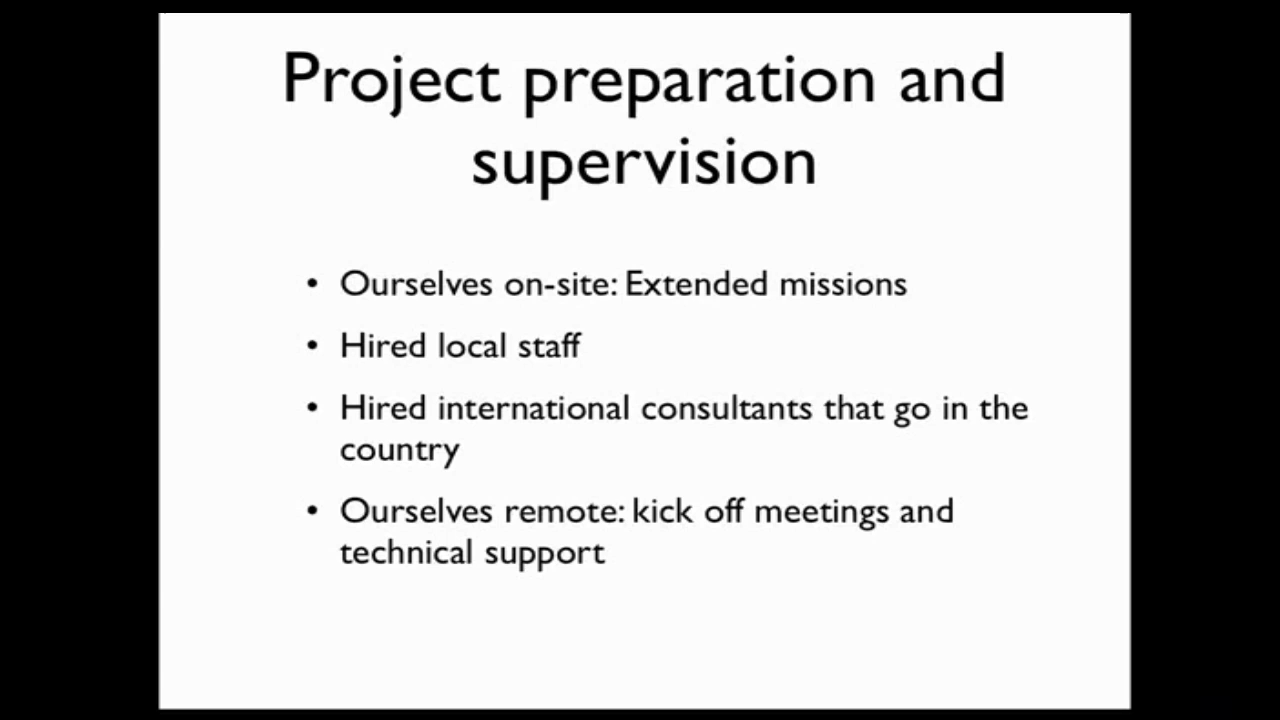 Project preparation and
supervision
• Ourselves on-site: Extended missions
• Hired local staff
• Hired international consultants that go in the
country
• Ourselves remote: kick off meetings and
technical support